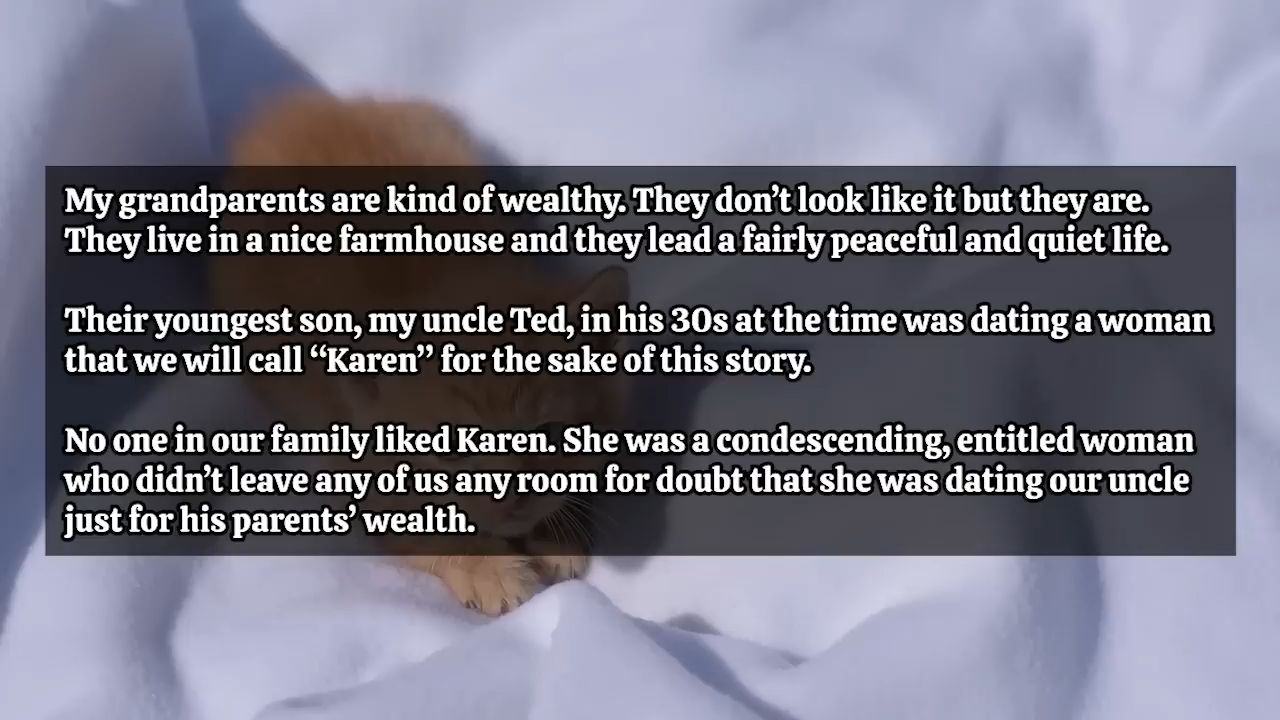 My grandparents are kind of wealthy. They don’t look like it but they are.
They live in a nice farmhouse and they lead a fairly peaceful and quiet life.
Their youngest son, my uncle Ted, in his 30s at the time was dating a woman
that we will call “Karen” for the sake of this story.
No one in our family liked Karen. She was a condescending, entitled woman
who didn’t leave any of us any room for doubt that she was dating our uncle
just for his parents’ wealth.